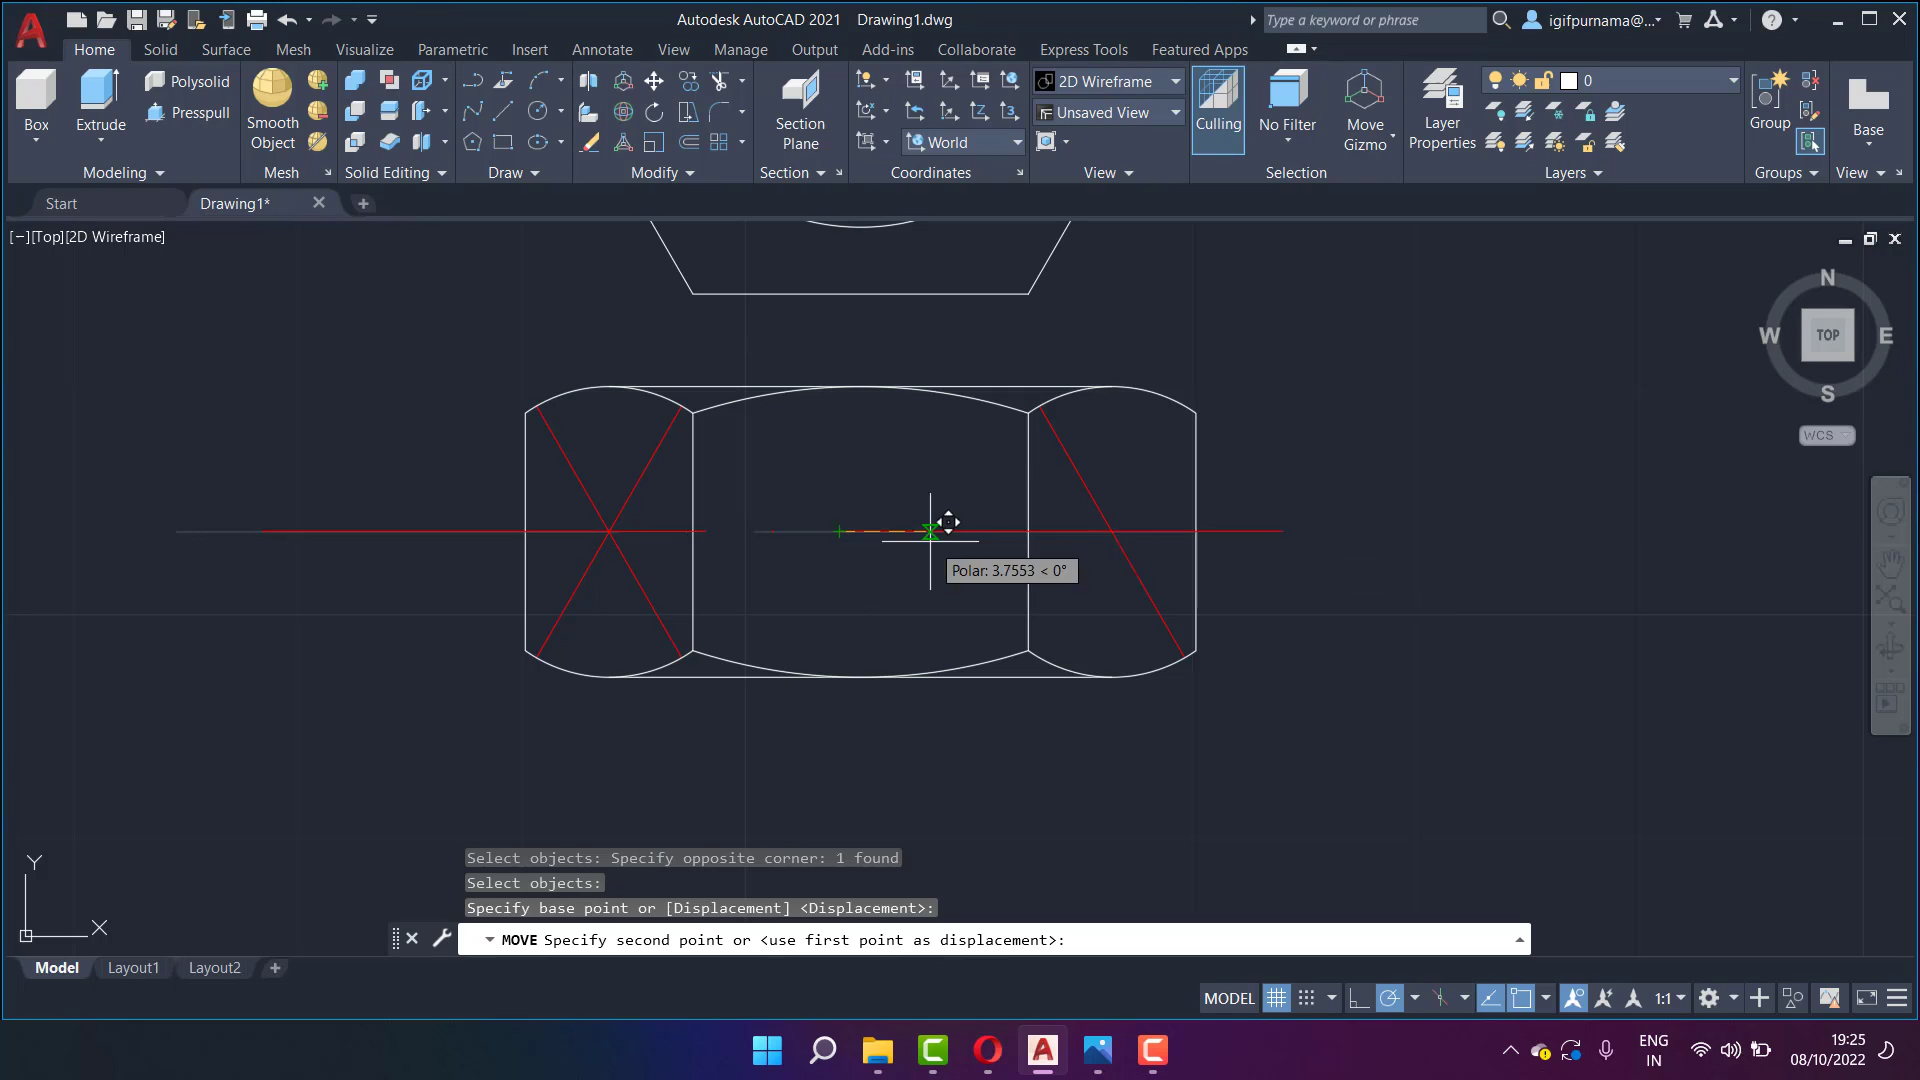 Autodesk AutoCAD 2021 Drawing1.dwg
Type a keyword or phrase
igifpurnama@...
Home Solid Surface Mesh Visualize Parametric Insert Annotate View Manage Output Add-ins Collaborate Express Tools Featured Apps
Box
Extrude
Polysolid
Presspull
Smooth
Object
Section
Plane
World
2D Wireframe
Unsaved View
Culling
No Filter
Move
Gizmo
Layer
Properties
0
Group
Base
Modeling Mesh Solid Editing Draw Modify Section Coordinates View Selection Layers Groups View
Start
Drawing1*
[−][Top][2D Wireframe]
N
W
TOP
E
S
WCS
Polar: 3.7553 < 0°
Y
X
Select objects: Specify opposite corner: 1 found
Select objects:
Specify base point or [Displacement] <Displacement>:
MOVE Specify second point or <use first point as displacement>:
Model Layout1 Layout2
MODEL
1:1
ENG
IN
19:25
08/10/2022